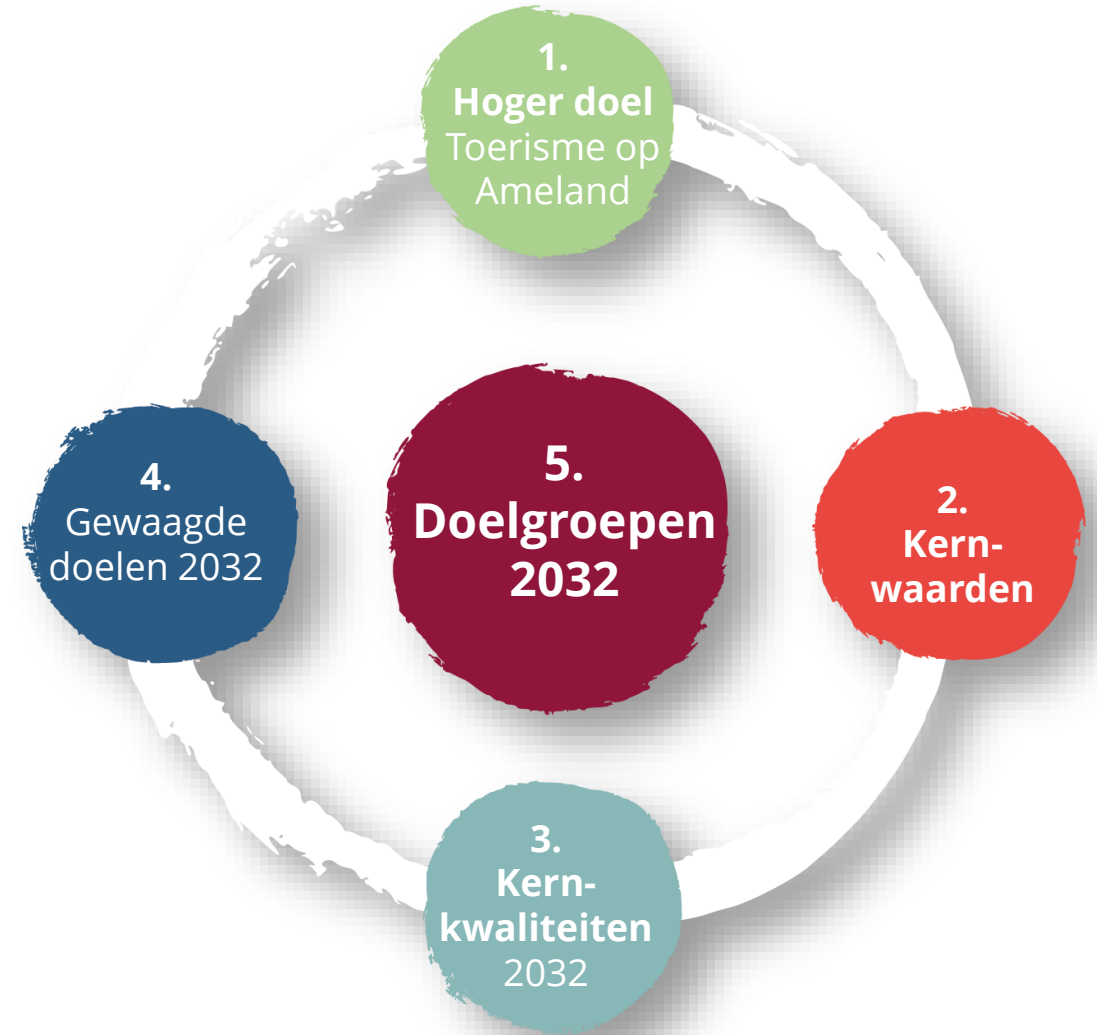 1.
Hoger doel
Toerisme op
Ameland
2.
Kern-
waarden
3.
Kern-
kwaliteiten
2032
4.
Gewaagde
doelen 2032
5.
Doelgroepen
2032